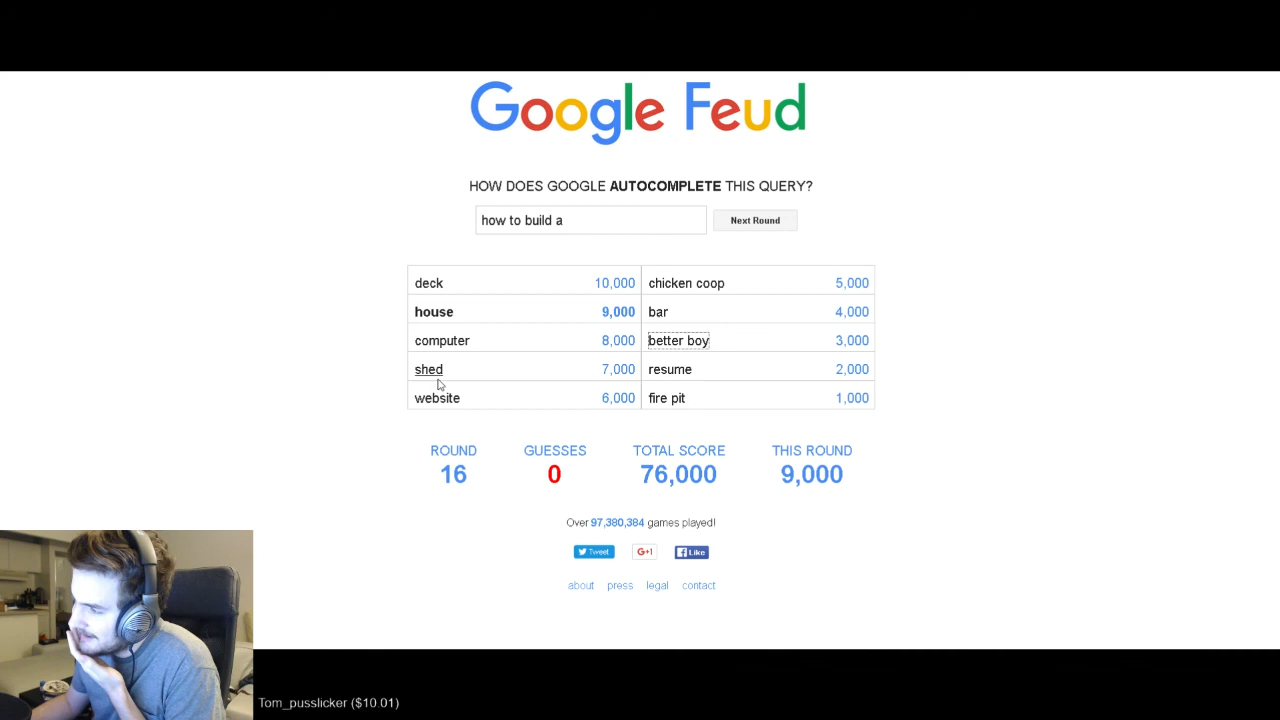 Google Feud
HOW DOES GOOGLE AUTOCOMPLETE THIS QUERY?
how to build a
Next Round
deck 10,000 chicken coop 5,000
house 9,000 bar 4,000
computer 8,000 better boy 3,000
shed 7,000 resume 2,000
website 6,000 fire pit 1,000
ROUND GUESSES TOTAL SCORE THIS ROUND
16 0 76,000 9,000
Over 97,380,384 games played!
Tweet G+1 Like
about press legal contact
Tom_pusslicker ($10.01)